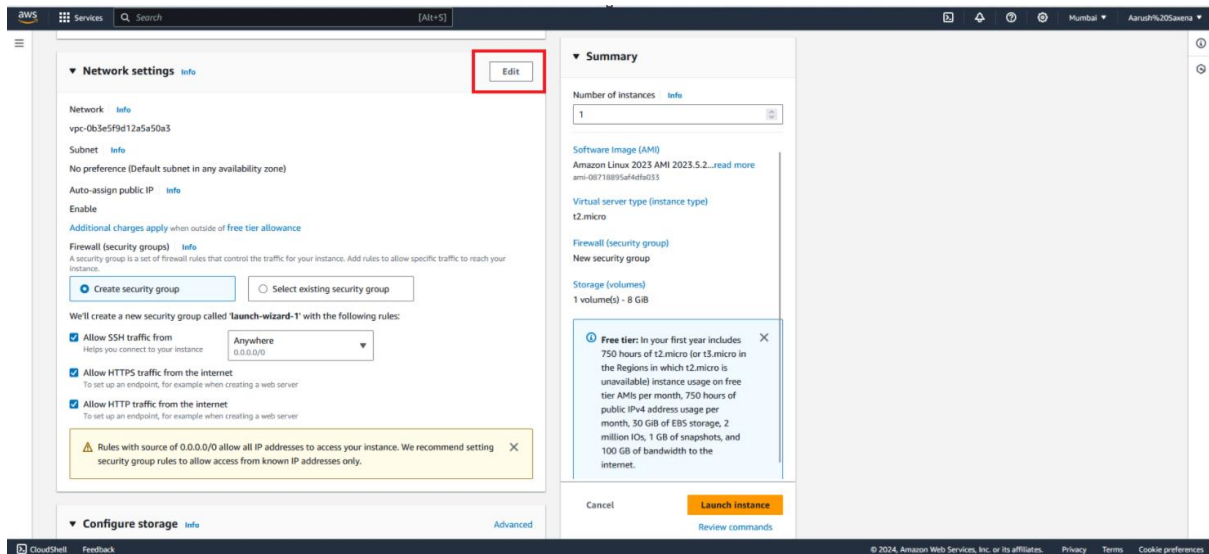 aws
Services
Search
[Alt+S]
Mumbai
Aarush%20Saxena
Network settings Info
Edit
Network Info
vpc-0b3e5f9d12a5a50a3
Subnet Info
No preference (Default subnet in any availability zone)
Auto-assign public IP Info
Enable
Additional charges apply when outside of free tier allowance
Firewall (security groups) Info
A security group is a set of firewall rules that control the traffic for your instance. Add rules to allow specific traffic to reach your
instance.
Create security group
Select existing security group
We'll create a new security group called 'launch-wizard-1' with the following rules:
Allow SSH traffic from
Helps you connect to your instance
Anywhere
0.0.0.0/0
Allow HTTPS traffic from the internet
To set up an endpoint, for example when creating a web server
Allow HTTP traffic from the internet
To set up an endpoint, for example when creating a web server
Rules with source of 0.0.0.0/0 allow all IP addresses to access your instance. We recommend setting
security group rules to allow access from known IP addresses only.
Configure storage Info
Advanced
Summary
Number of instances Info
1
Software Image (AMI)
Amazon Linux 2023 AMI 2023.5.2...read more
ami-08718895af4dfa033
Virtual server type (instance type)
t2.micro
Firewall (security group)
New security group
Storage (volumes)
1 volume(s) - 8 GiB
Free tier: In your first year includes
750 hours of t2.micro (or t3.micro in
the Regions in which t2.micro is
unavailable) instance usage on free
tier AMIs per month, 750 hours of
public IPv4 address usage per
month, 30 GiB of EBS storage, 2
million IOs, 1 GB of snapshots, and
100 GB of bandwidth to the
internet.
Cancel
Launch instance
Review commands
CloudShell
Feedback
© 2024, Amazon Web Services, Inc. or its affiliates.
Privacy
Terms
Cookie preferences